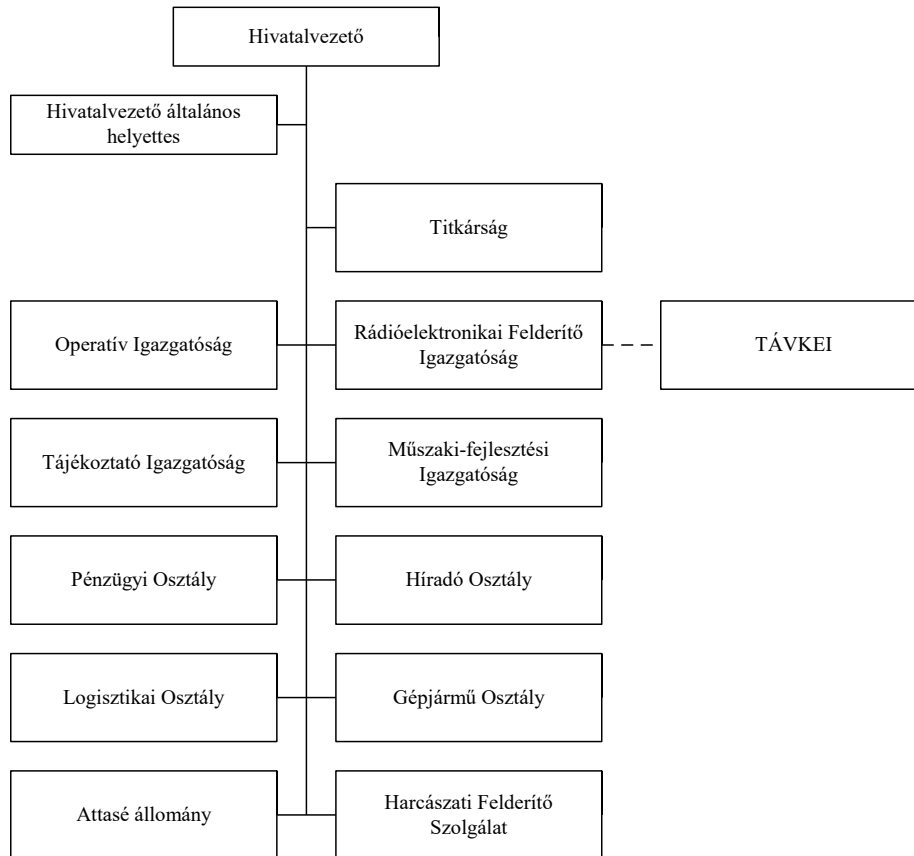 Hivatalvezető
Hivatalvezető általános
helyettes
Titkárság
Operatív Igazgatóság
Rádióelektronikai Felderítő
Igazgatóság
TÁVKEI
Tájékoztató Igazgatóság
Műszaki-fejlesztési
Igazgatóság
Pénzügyi Osztály
Híradó Osztály
Logisztikai Osztály
Gépjármű Osztály
Attasé állomány
Harcászati Felderítő
Szolgálat